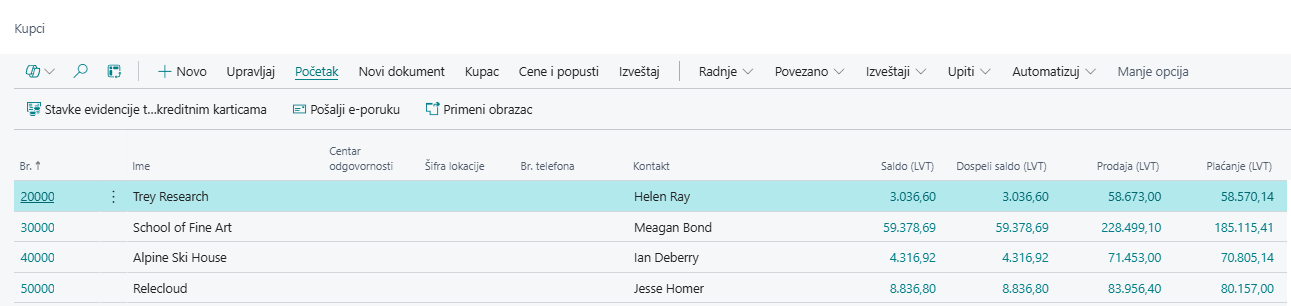 Kupci
Novo Upravljaj Početak Novi dokument Kupac Cene i popusti Izveštaj Radnje Povezano Izveštaji Upiti Automatizuj Manje opcija
Stavke evidencije t...kreditnim karticama Pošalji e-poruku Primeni obrazac
Br. ↑ Ime Centar odgovornosti Šifra lokacije Br. telefona Kontakt Saldo (LVT) Dospeli saldo (LVT) Prodaja (LVT) Plaćanje (LVT)
20000 Trey Research Helen Ray 3.036,60 3.036,60 58.673,00 58.570,14
30000 School of Fine Art Meagan Bond 59.378,69 59.378,69 228.499,10 185.115,41
40000 Alpine Ski House Ian Deberry 4.316,92 4.316,92 71.453,00 70.805,14
50000 Relecloud Jesse Homer 8.836,80 8.836,80 83.956,40 80.157,00